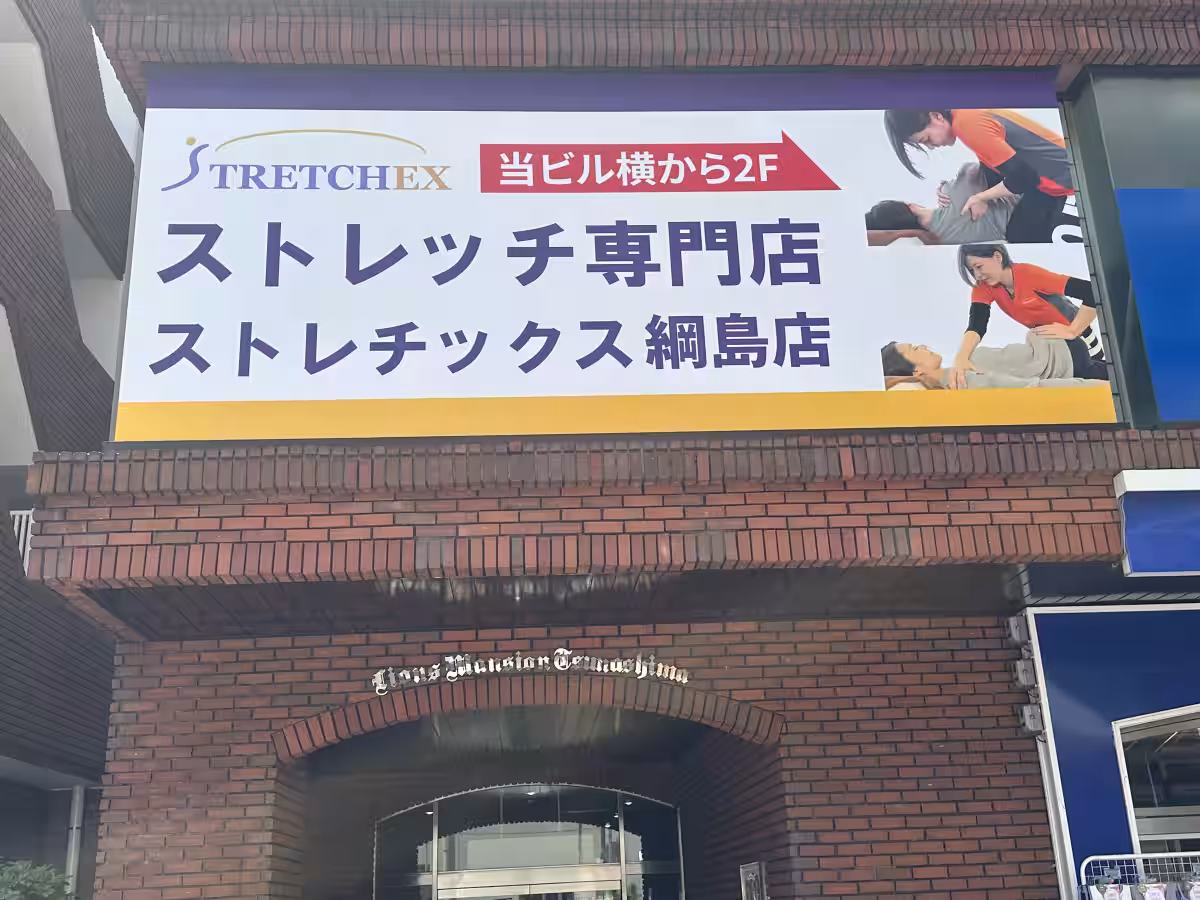 STRETCHEX
当ビル横から2F
ストレッチ専門店
ストレチックス綱島店
Lions Mansion Tsunashima